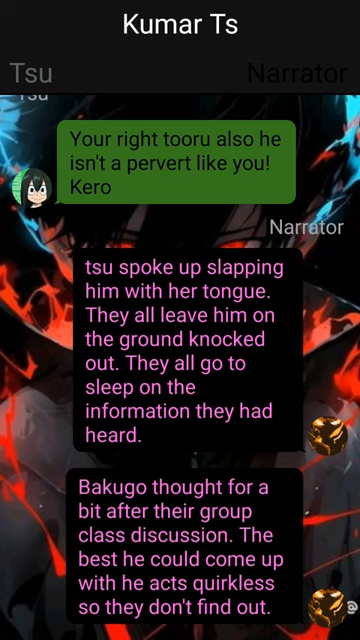 Kumar Ts
Tsu
Narrator
Tsu
Your right tooru also he
isn't a pervert like you!
Kero
Narrator
tsu spoke up slapping
him with her tongue.
They all leave him on
the ground knocked
out. They all go to
sleep on the
information they had
heard.
Bakugo thought for a
bit after their group
class discussion. The
best he could come up
with he acts quirkless
so they don't find out.
@